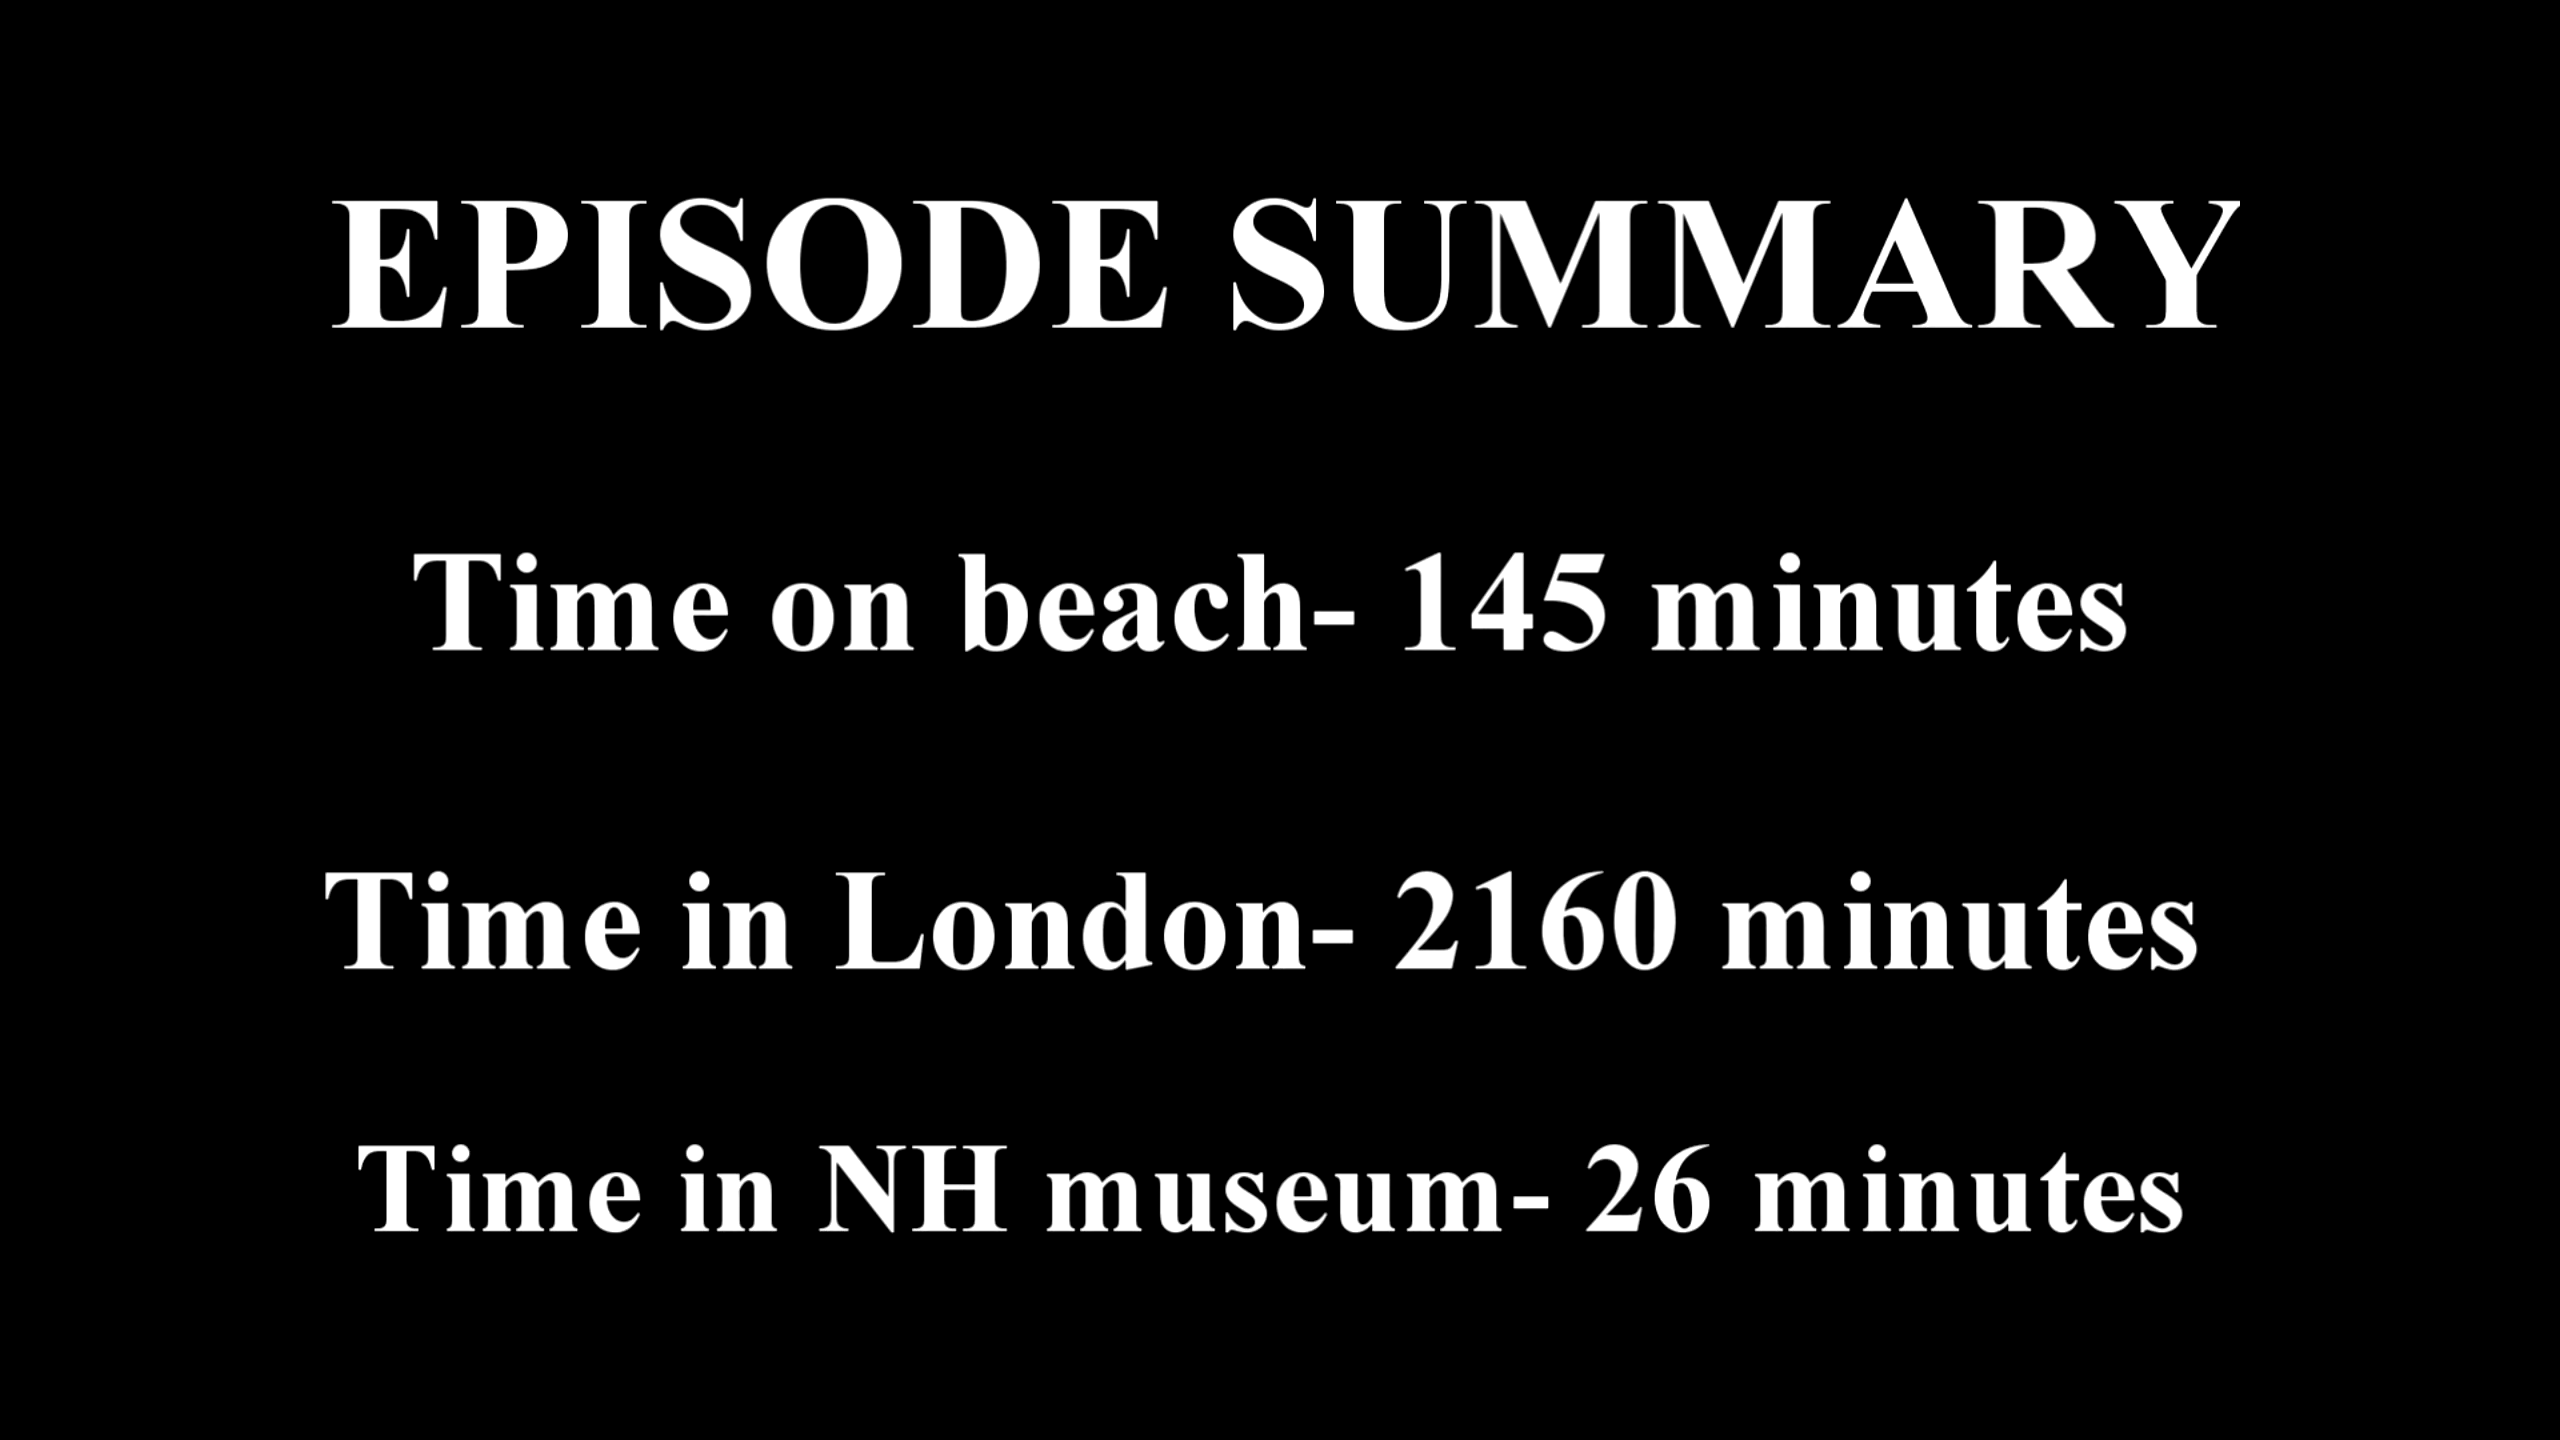 EPISODE SUMMARY
Time on beach- 145 minutes
Time in London- 2160 minutes
Time in NH museum- 26 minutes